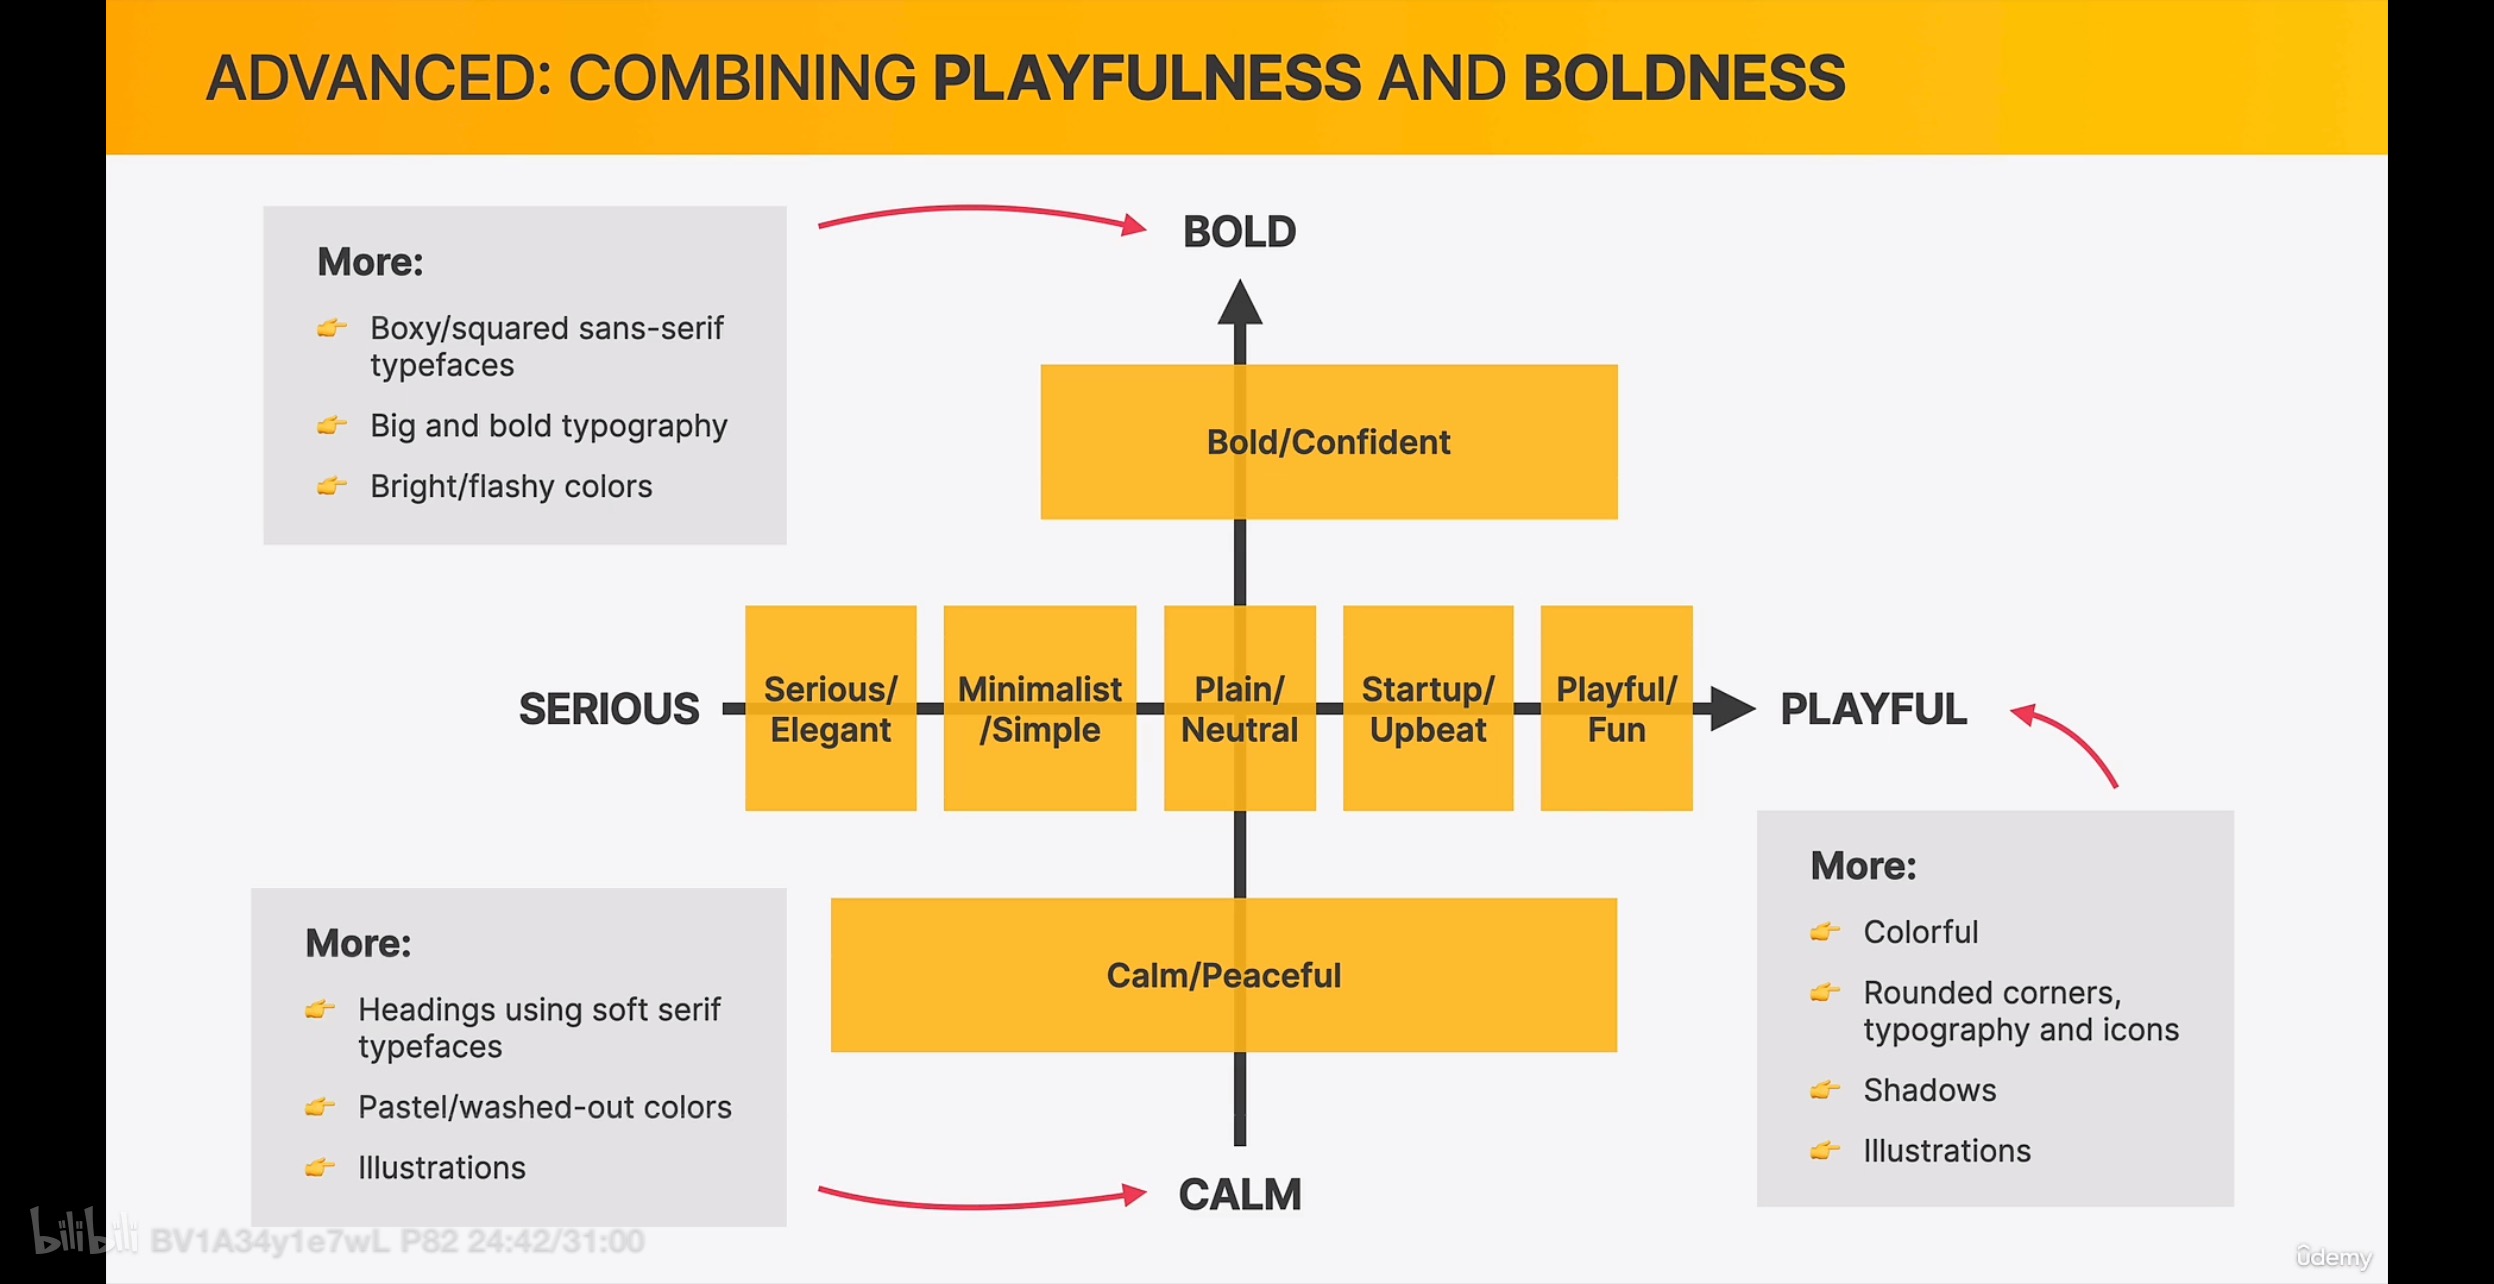 ADVANCED: COMBINING PLAYFULNESS AND BOLDNESS
More:
👉 Boxy/squared sans-serif
typefaces
👉 Big and bold typography
👉 Bright/flashy colors
BOLD
Bold/Confident
SERIOUS
Serious/
Elegant
Minimalist
/Simple
Plain/
Neutral
Startup/
Upbeat
Playful/
Fun
PLAYFUL
More:
👉 Headings using soft serif
typefaces
👉 Pastel/washed-out colors
👉 Illustrations
Calm/Peaceful
CALM
More:
👉 Colorful
👉 Rounded corners,
typography and icons
👉 Shadows
👉 Illustrations
bilibili BV1A34y1e7wL P82 24:42/31:00
ûdemy